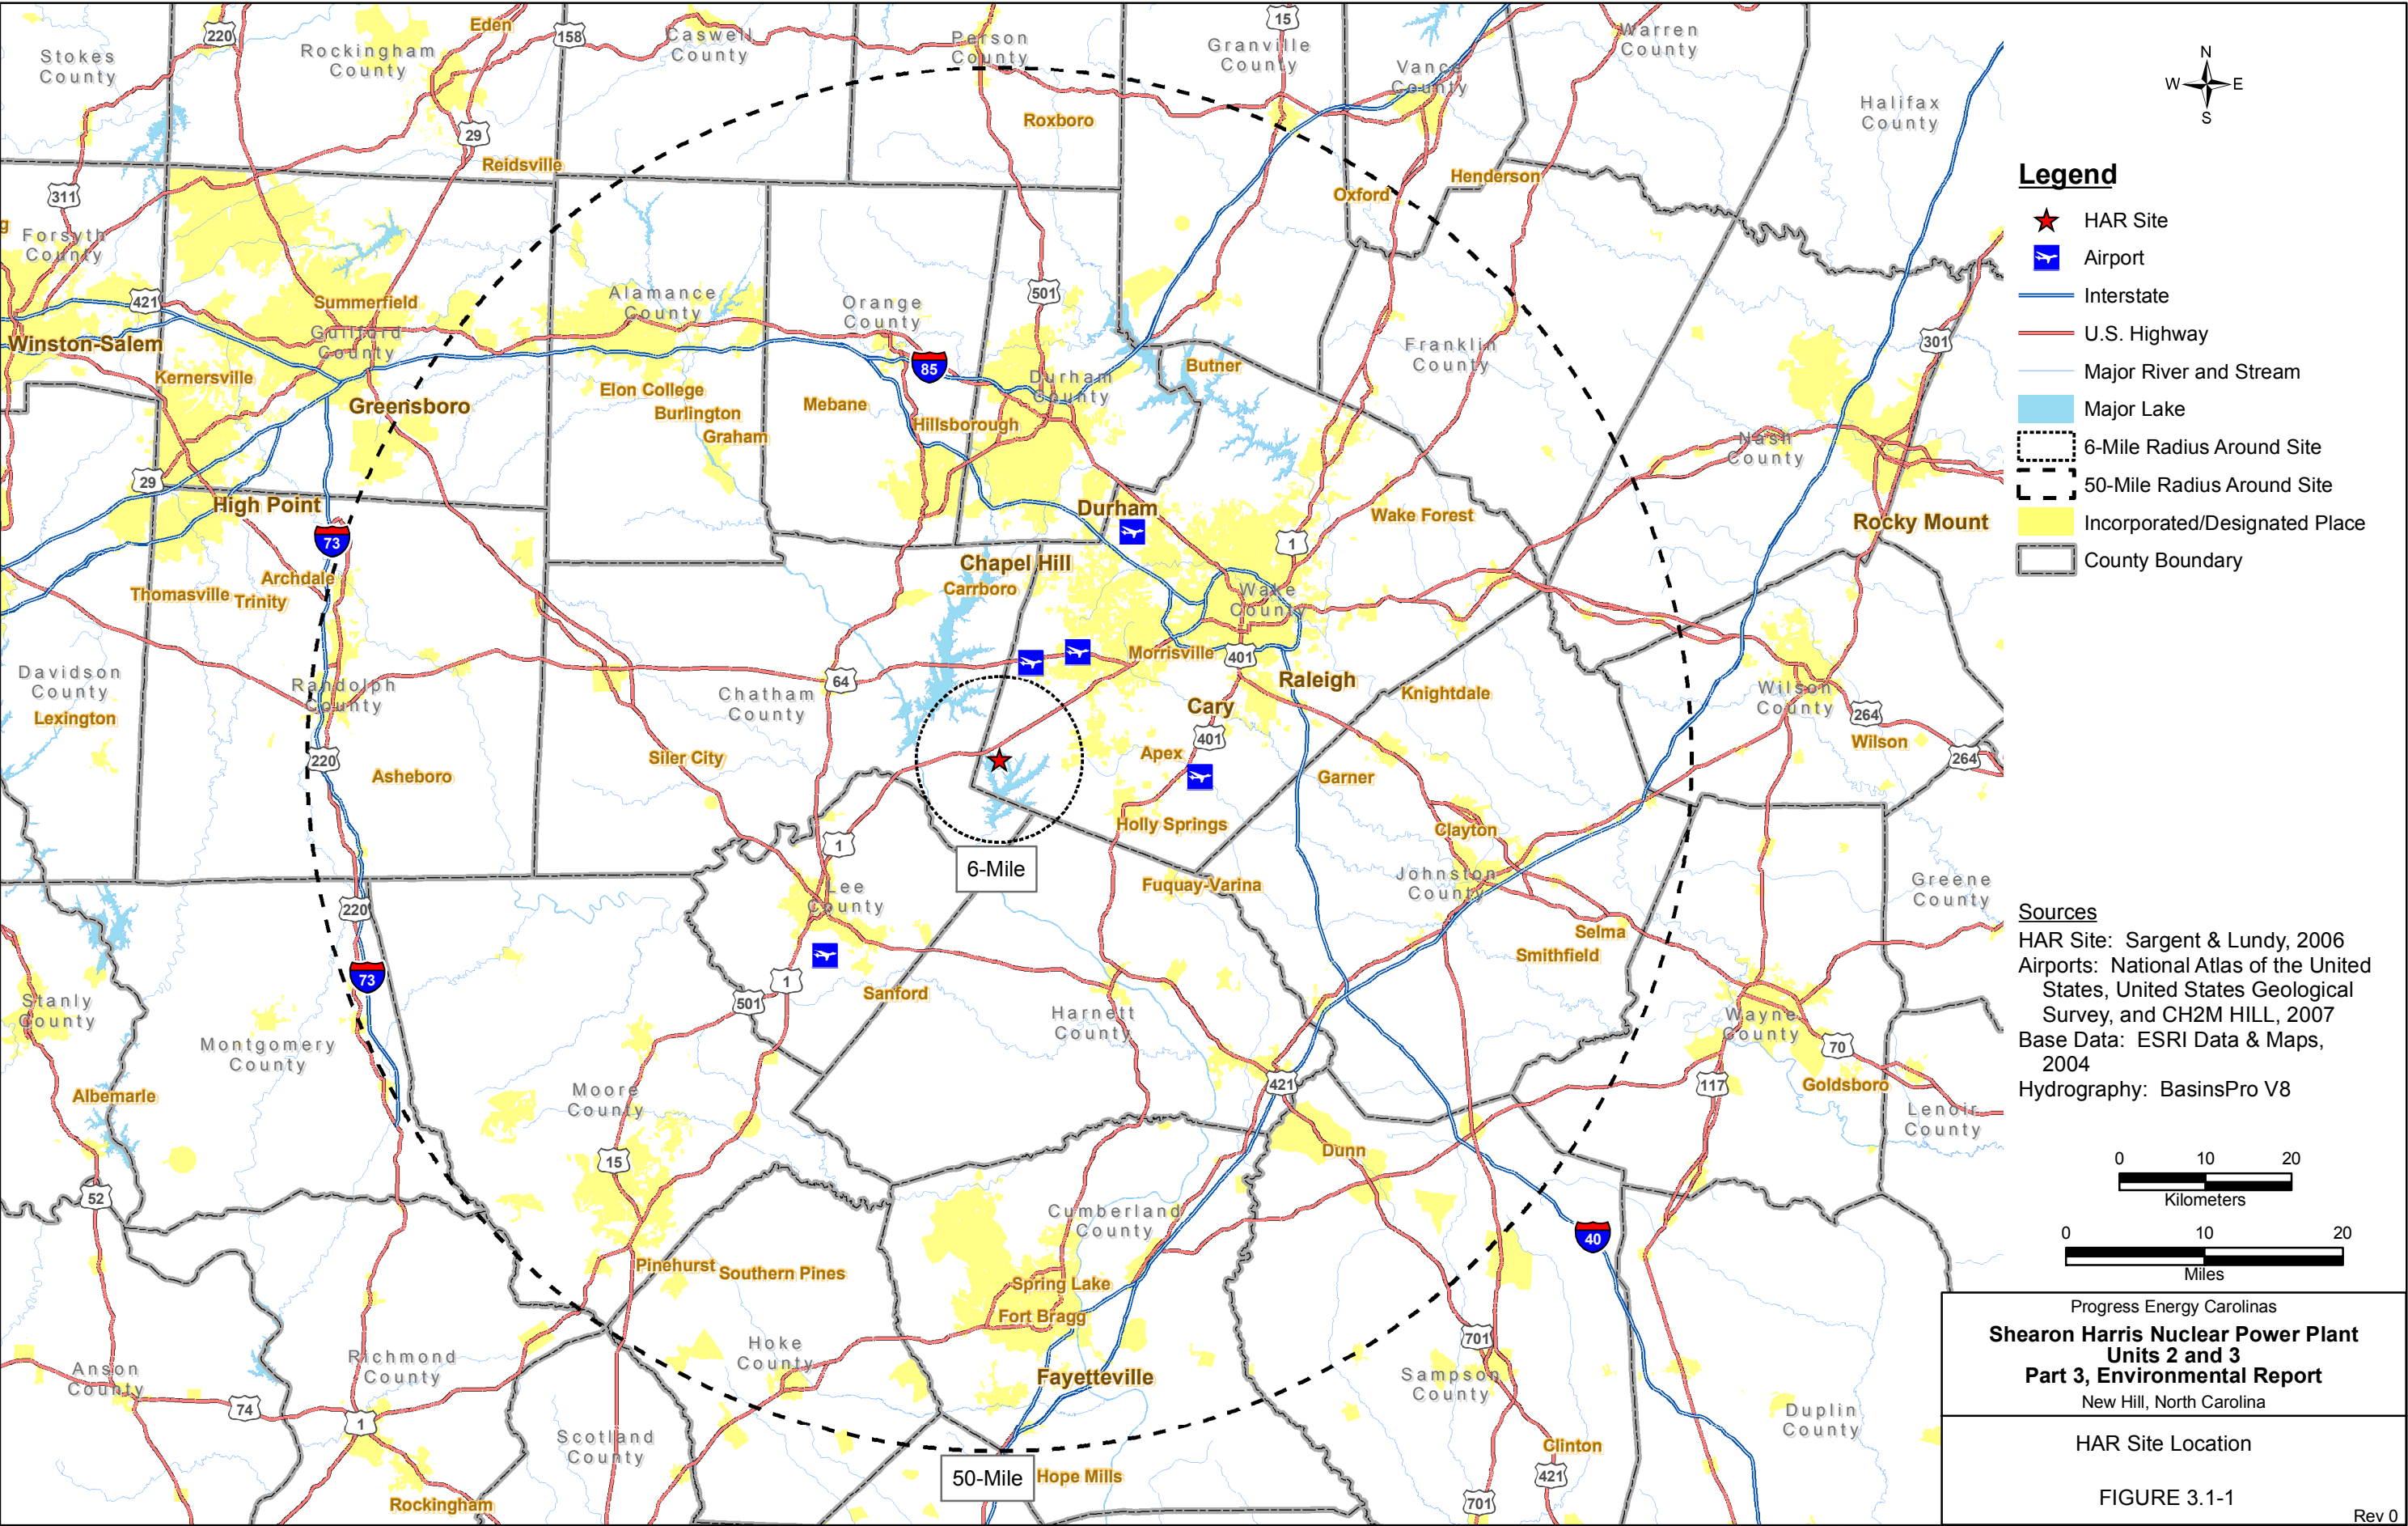 Eden
220
158
15
Stokes
County
Rockingham
County
Caswell
County
Person
County
Granville
County
Warren
County
Vance
County
Halifax
County
29
Roxboro
Reidsville
311
Oxford
Henderson
g
Forsyth
County
421
Summerfield
Alamance
County
Orange
County
501
Winston-Salem
Guilford
County
Kernersville
Greensboro
Elon College
Burlington
Graham
Mebane
85
Durham
County
Hillsborough
Butner
Franklin
County
301
Nash
County
29
High Point
73
Durham
Wake Forest
Rocky Mount
1
Chapel Hill
Carrboro
Archdale
Thomasville
Trinity
Wake
County
Morrisville
401
Raleigh
Davidson
County
Lexington
Randolph
County
Chatham
County
64
Cary
401
Knightdale
Wilson
County
264
Wilson
264
220
Asheboro
Siler City
Apex
Garner
Holly Springs
Clayton
1
6-Mile
Lee
County
Fuquay-Varina
Johnston
County
Greene
County
220
73
Selma
Smithfield
Stanly
County
501
1
Sanford
Harnett
County
Montgomery
County
Wayne
County
70
Albemarle
Moore
County
421
117
Goldsboro
Lenoir
County
15
Dunn
52
Cumberland
County
40
Pinehurst
Southern Pines
Spring Lake
Fort Bragg
701
Hoke
County
Anson
County
Richmond
County
Fayetteville
Sampson
County
74
1
Scotland
County
Duplin
County
Clinton
50-Mile
Hope Mills
421
701
Rockingham
N
W E
S
Legend
HAR Site
Airport
Interstate
U.S. Highway
Major River and Stream
Major Lake
6-Mile Radius Around Site
50-Mile Radius Around Site
Incorporated/Designated Place
County Boundary
Sources
HAR Site: Sargent & Lundy, 2006
Airports: National Atlas of the United
States, United States Geological
Survey, and CH2M HILL, 2007
Base Data: ESRI Data & Maps,
2004
Hydrography: BasinsPro V8
0 10 20
Kilometers
0 10 20
Miles
Progress Energy Carolinas
Shearon Harris Nuclear Power Plant
Units 2 and 3
Part 3, Environmental Report
New Hill, North Carolina
HAR Site Location
FIGURE 3.1-1
Rev 0